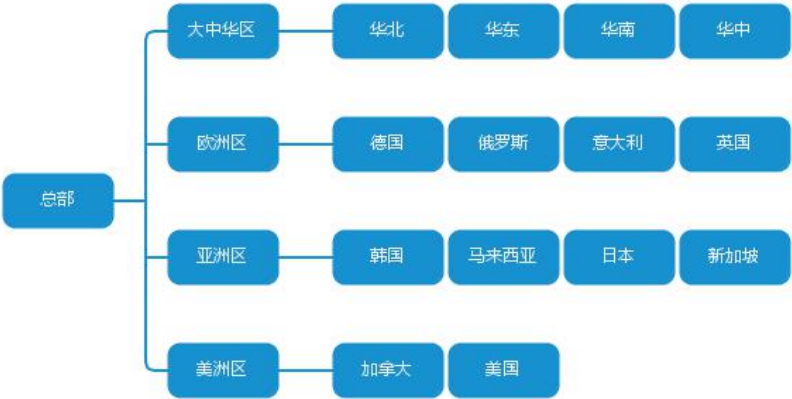 大中华区 华北 华东 华南 华中
欧洲区 德国 俄罗斯 意大利 英国
总部
亚洲区 韩国 马来西亚 日本 新加坡
美洲区 加拿大 美国